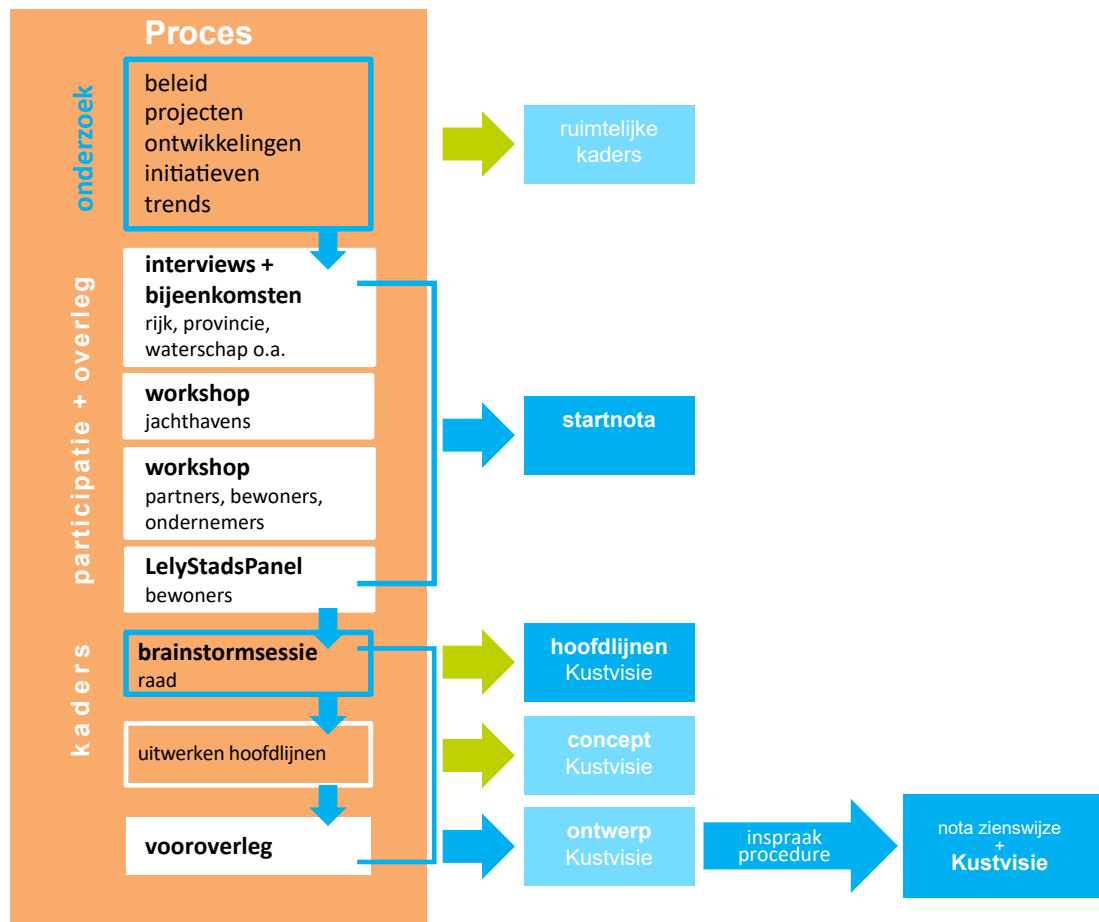 Proces
onderzoek
beleid
projecten
ontwikkelingen
initiatieven
trends
ruimtelijke
kaders
participatie + overleg
interviews +
bijeenkomsten
rijk, provincie,
waterschap o.a.
workshop
jachthavens
workshop
partners, bewoners,
ondernemers
LelyStadsPanel
bewoners
startnota
kaders
brainstormsessie
raad
hoofdlijnen
Kustvisie
uitwerken hoofdlijnen
concept
Kustvisie
vooroverleg
ontwerp
Kustvisie
inspraak
procedure
nota zienswijze
+
Kustvisie